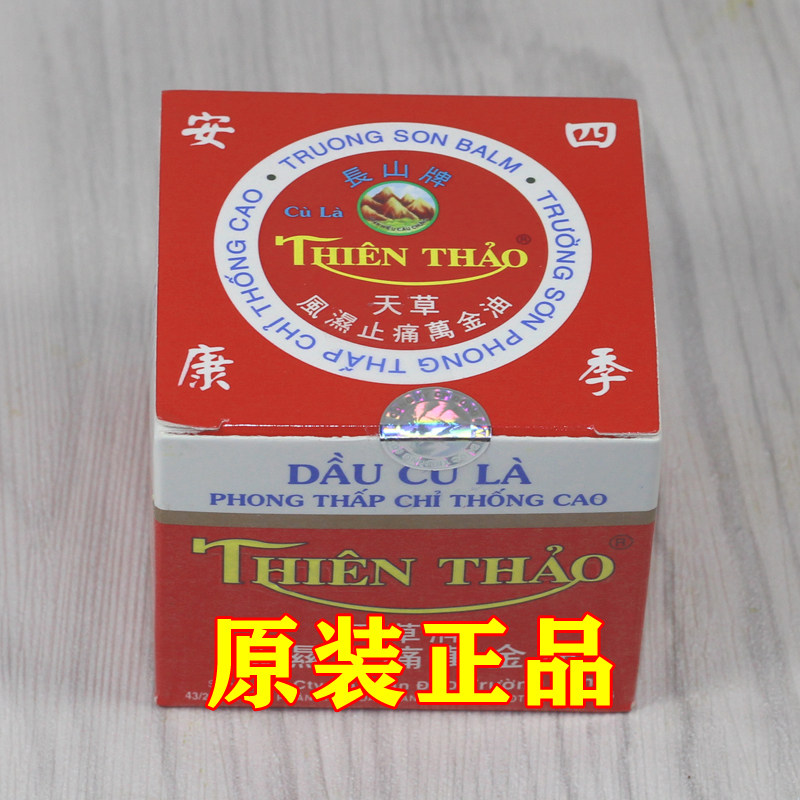 安 四
TRUONG SON BALM • TRƯỜNG SƠN PHONG THẤP CHỈ THỐNG CAO •
長山牌
Cù Là
THIÊN THẢO®
天草
風濕止痛萬金油
康 季
DẦU CÙ LÀ
PHONG THẤP CHỈ THỐNG CAO
THIÊN THẢO®
原装正品